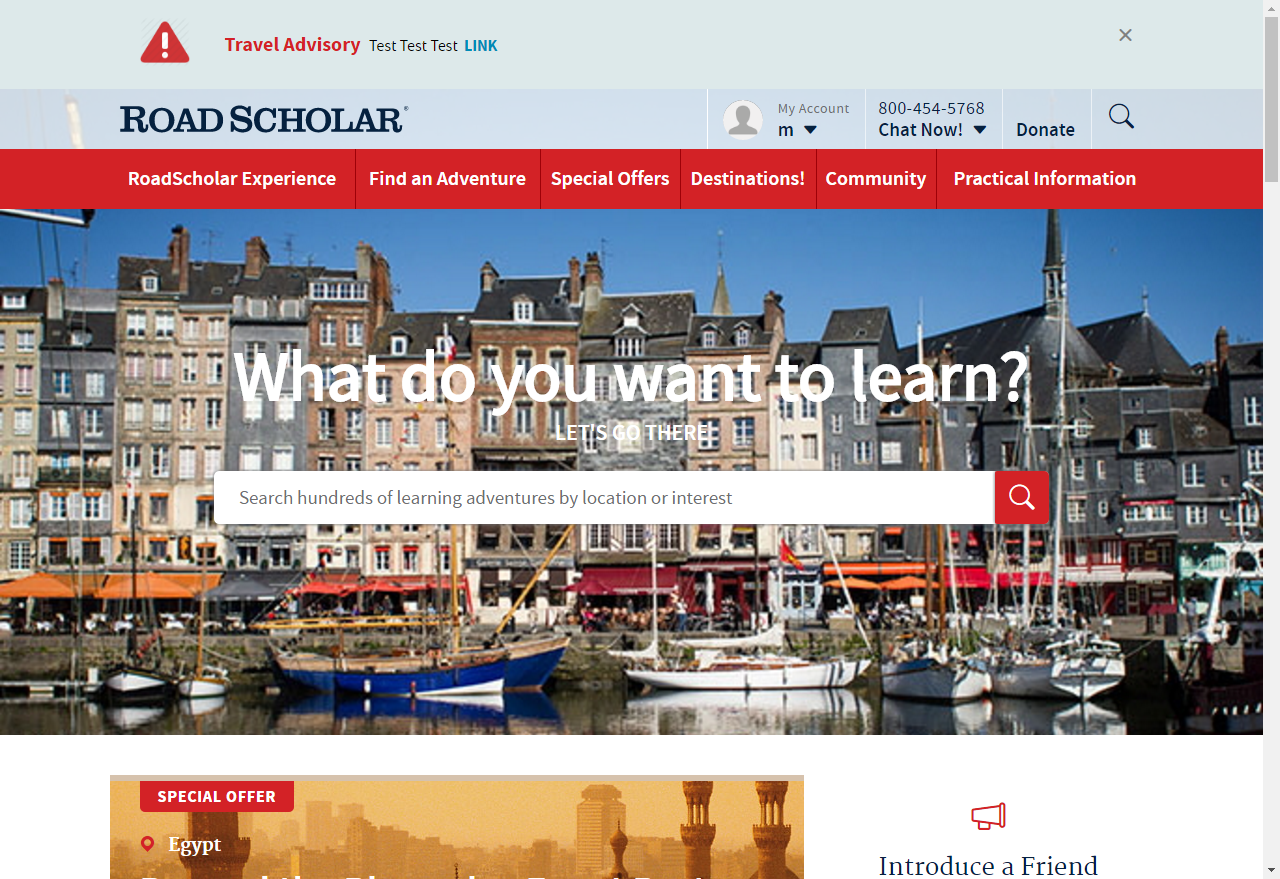 Travel Advisory Test Test Test LINK
ROAD SCHOLAR®
My Account
m
800-454-5768
Chat Now!
Donate
RoadScholar Experience
Find an Adventure
Special Offers
Destinations!
Community
Practical Information
What do you want to learn?
LET'S GO THERE.
Search hundreds of learning adventures by location or interest
SPECIAL OFFER
Egypt
Introduce a Friend